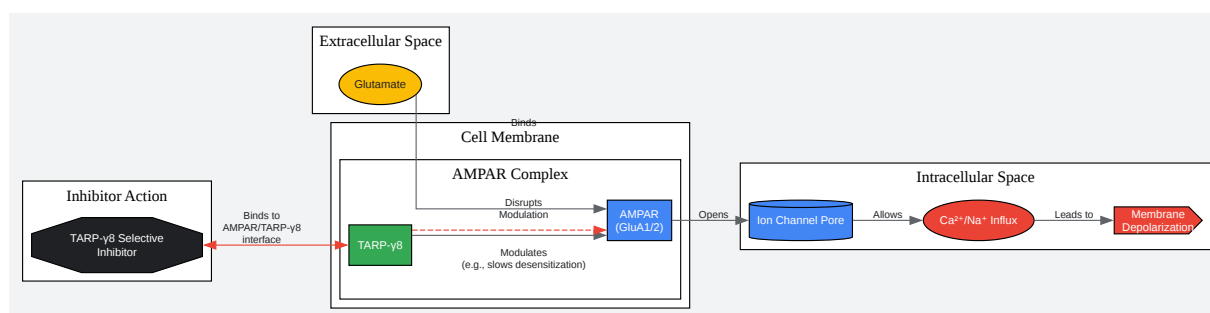 Extracellular Space
Glutamate
Binds
Cell Membrane
AMPAR Complex
Inhibitor Action
TARP-γ8 Selective
Inhibitor
Binds to
AMPAR/TARP-γ8
interface
TARP-γ8
Disrupts
Modulation
Modulates
(e.g., slows desensitization)
AMPAR
(GluA1/2)
Opens
Intracellular Space
Ion Channel Pore
Allows
Ca²⁺/Na⁺ Influx
Leads to
Membrane
Depolarization